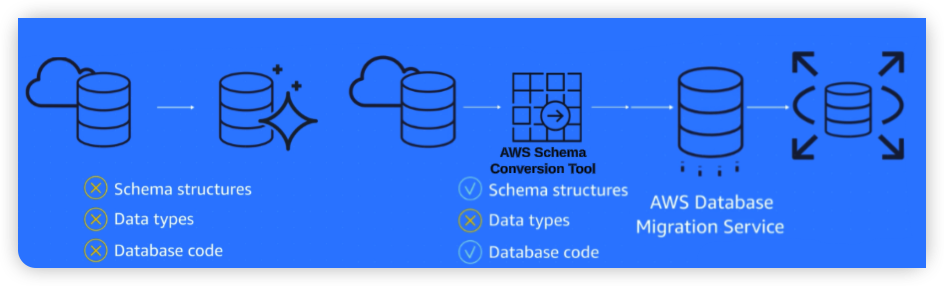 Schema structures
Data types
Database code
AWS Schema
Conversion Tool
Schema structures
Data types
Database code
AWS Database
Migration Service